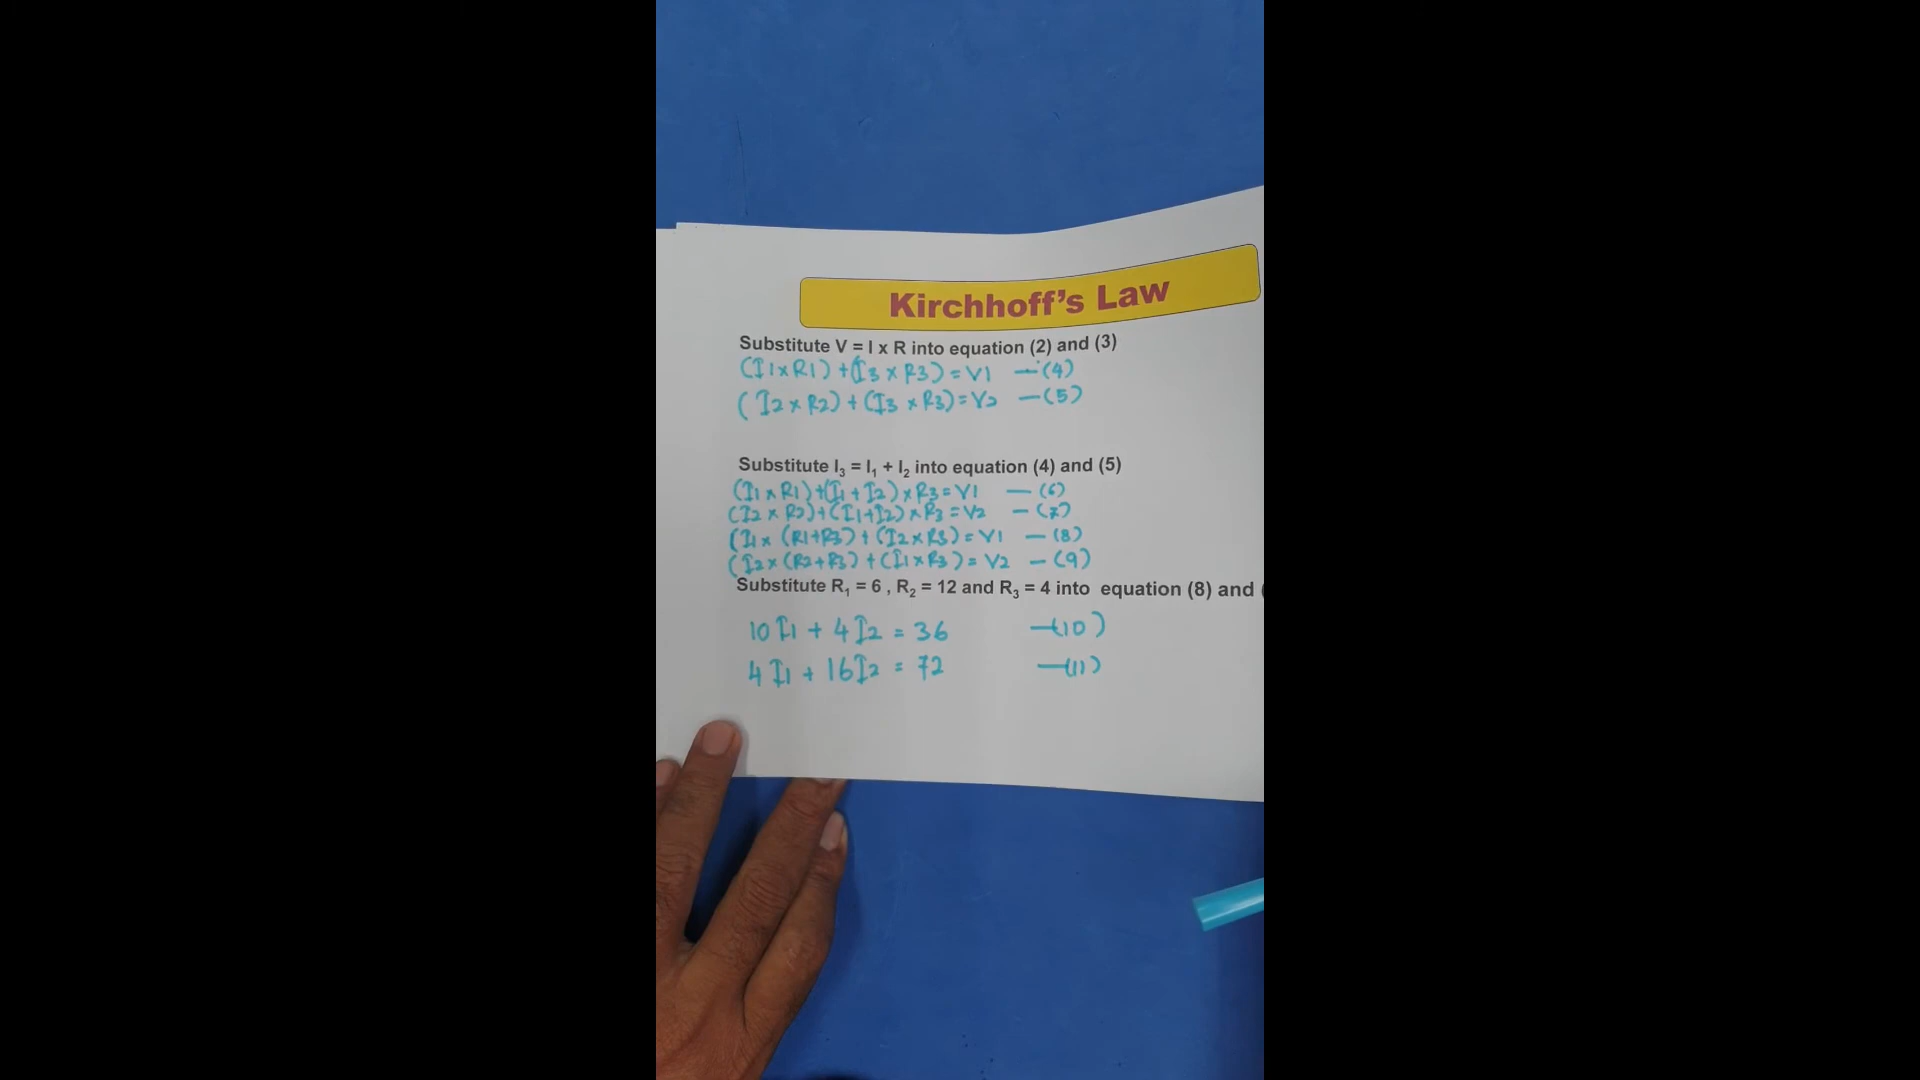 Kirchhoff's Law
Substitute V = I x R into equation (2) and (3)
(I1×R1) + (I3 × R3) = V1 — (4)
(I2 × R2) + (I3 × R3) = V2 — (5)
Substitute I₃ = I₁ + I₂ into equation (4) and (5)
(I1 × R1) + (I1 + I2) × R3 = V1 — (6)
(I2 × R2) + (I1 + I2) × R3 = V2 — (7)
(I1 × (R1+R3) + (I2 × R3) = V1 — (8)
(I2 × (R2+R3) + (I1 × R3) = V2 — (9)
Substitute R₁ = 6 , R₂ = 12 and R₃ = 4 into equation (8) and (
10 I1 + 4 I2 = 36 — (10)
4 I1 + 16 I2 = 72 — (11)